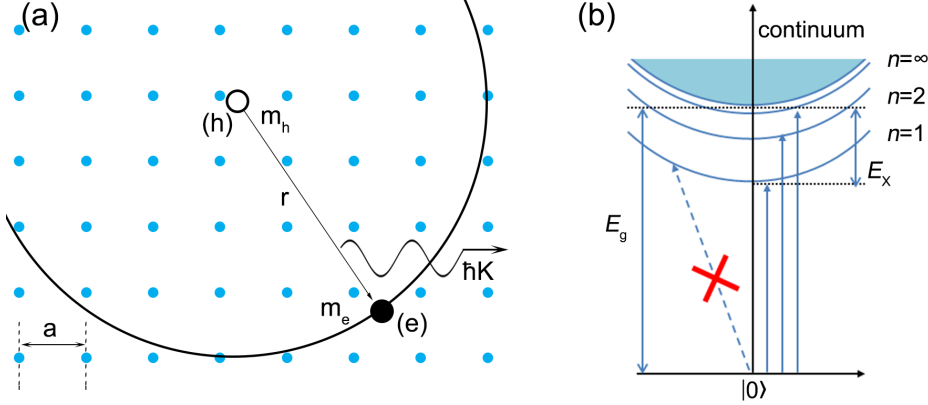 (a)
(h)
m_h
r
ħK
m_e
(e)
a
(b)
continuum
n=∞
n=2
n=1
E_X
E_g
|0⟩